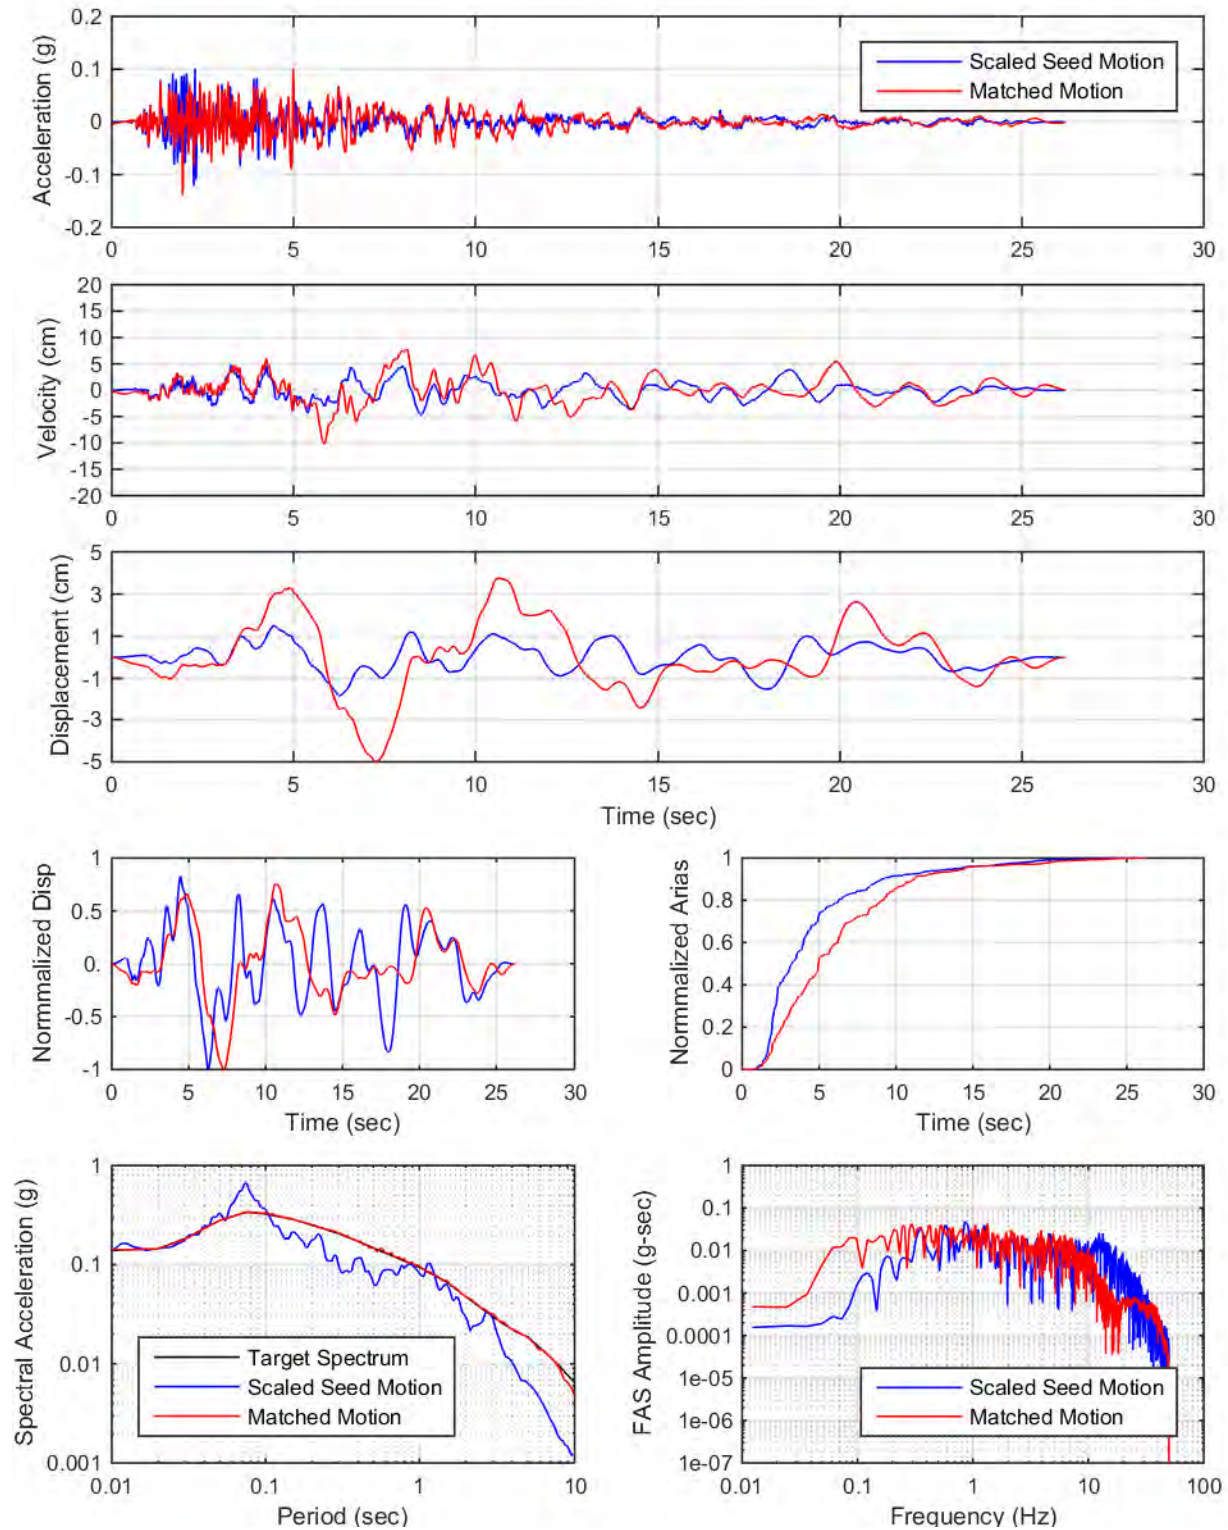 Acceleration (g)
0.2
0.1
0
-0.1
-0.2
0 5 10 15 20 25 30
Scaled Seed Motion
Matched Motion
Velocity (cm)
20
15
10
5
0
-5
-10
-15
-20
0 5 10 15 20 25 30
Displacement (cm)
5
3
1
-1
-3
-5
0 5 10 15 20 25 30
Time (sec)
Normmalized Disp
1
0.5
0.
-0.5
-1
0 5 10 15 20 25 30
Time (sec)
Normmalized Arias
1
0.8
0.6
0.4
0.2
0
0 5 10 15 20 25 30
Time (sec)
Spectral Acceleration (g)
1
0.1
0.01
0.001
0.01 0.1 1 10
Target Spectrum
Scaled Seed Motion
Matched Motion
Period (sec)
FAS Amplitude (g-sec)
1
0.1
0.01
0.001
0.0001
1e-05
1e-06
1e-07
0.01 0.1 1 10 100
Scaled Seed Motion
Matched Motion
Frequency (Hz)